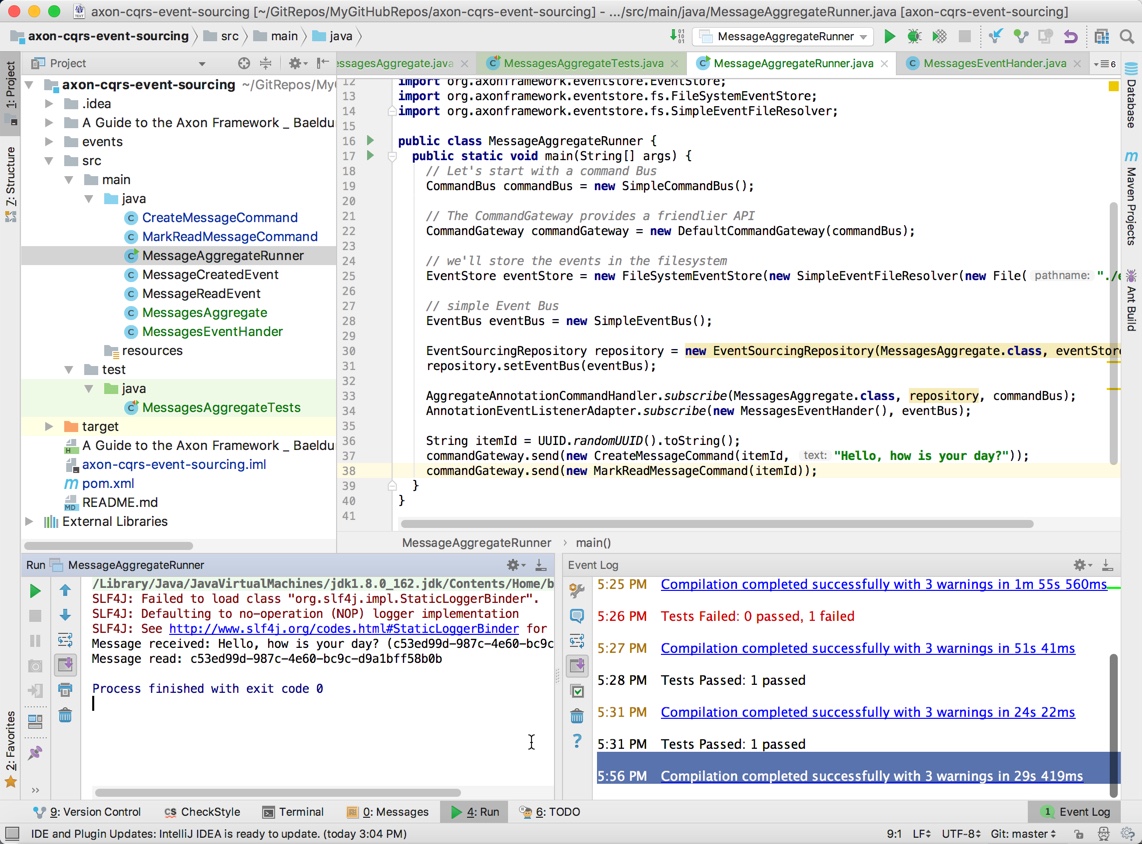 axon-cqrs-event-sourcing [~/GitRepos/MyGitHubRepos/axon-cqrs-event-sourcing] - .../src/main/java/MessageAggregateRunner.java [axon-cqrs-event-sourcing]
axon-cqrs-event-sourcing src main java MessageAggregateRunner
Project
essagesAggregate.java MessagesAggregateTests.java MessageAggregateRunner.java MessagesEventHander.java 6
1: Project
Z: Structure
2: Favorites
Database
Maven Projects
Ant Build
axon-cqrs-event-sourcing ~/GitRepos/My
.idea
A Guide to the Axon Framework _ Baeldu
events
src
main
java
CreateMessageCommand
MarkReadMessageCommand
MessageAggregateRunner
MessageCreatedEvent
MessageReadEvent
MessagesAggregate
MessagesEventHander
resources
test
java
MessagesAggregateTests
target
A Guide to the Axon Framework _ Baeldu
axon-cqrs-event-sourcing.iml
pom.xml
README.md
External Libraries
12 import org.axonframework.eventstore.EventStore;
13 import org.axonframework.eventstore.fs.FileSystemEventStore;
14 import org.axonframework.eventstore.fs.SimpleEventFileResolver;
15
16 public class MessageAggregateRunner {
17 public static void main(String[] args) {
18 // Let's start with a command Bus
19 CommandBus commandBus = new SimpleCommandBus();
20
21 // The CommandGateway provides a friendlier API
22 CommandGateway commandGateway = new DefaultCommandGateway(commandBus);
23
24 // we'll store the events in the filesystem
25 EventStore eventStore = new FileSystemEventStore(new SimpleEventFileResolver(new File( pathname: "./e
26
27 // simple Event Bus
28 EventBus eventBus = new SimpleEventBus();
29
30 EventSourcingRepository repository = new EventSourcingRepository(MessagesAggregate.class, eventStore
31 repository.setEventBus(eventBus);
32
33 AggregateAnnotationCommandHandler.subscribe(MessagesAggregate.class, repository, commandBus);
34 AnnotationEventListenerAdapter.subscribe(new MessagesEventHander(), eventBus);
35
36 String itemId = UUID.randomUUID().toString();
37 commandGateway.send(new CreateMessageCommand(itemId, text: "Hello, how is your day?"));
38 commandGateway.send(new MarkReadMessageCommand(itemId));
39 }
40 }
41
MessageAggregateRunner › main()
Run MessageAggregateRunner
/Library/Java/JavaVirtualMachines/jdk1.8.0_162.jdk/Contents/Home/b
SLF4J: Failed to load class "org.slf4j.impl.StaticLoggerBinder".
SLF4J: Defaulting to no-operation (NOP) logger implementation
SLF4J: See http://www.slf4j.org/codes.html#StaticLoggerBinder for
Message received: Hello, how is your day? (c53ed99d-987c-4e60-bc9c
Message read: c53ed99d-987c-4e60-bc9c-d9a1bff58b0b
Process finished with exit code 0
Event Log
5:25 PM Compilation completed successfully with 3 warnings in 1m 55s 560ms
5:26 PM Tests Failed: 0 passed, 1 failed
5:27 PM Compilation completed successfully with 3 warnings in 51s 41ms
5:28 PM Tests Passed: 1 passed
5:31 PM Compilation completed successfully with 3 warnings in 24s 22ms
5:31 PM Tests Passed: 1 passed
5:56 PM Compilation completed successfully with 3 warnings in 29s 419ms
9: Version Control CS CheckStyle Terminal 0: Messages 4: Run 6: TODO 1 Event Log
IDE and Plugin Updates: IntelliJ IDEA is ready to update. (today 3:04 PM) 9:1 LF UTF-8 Git: master